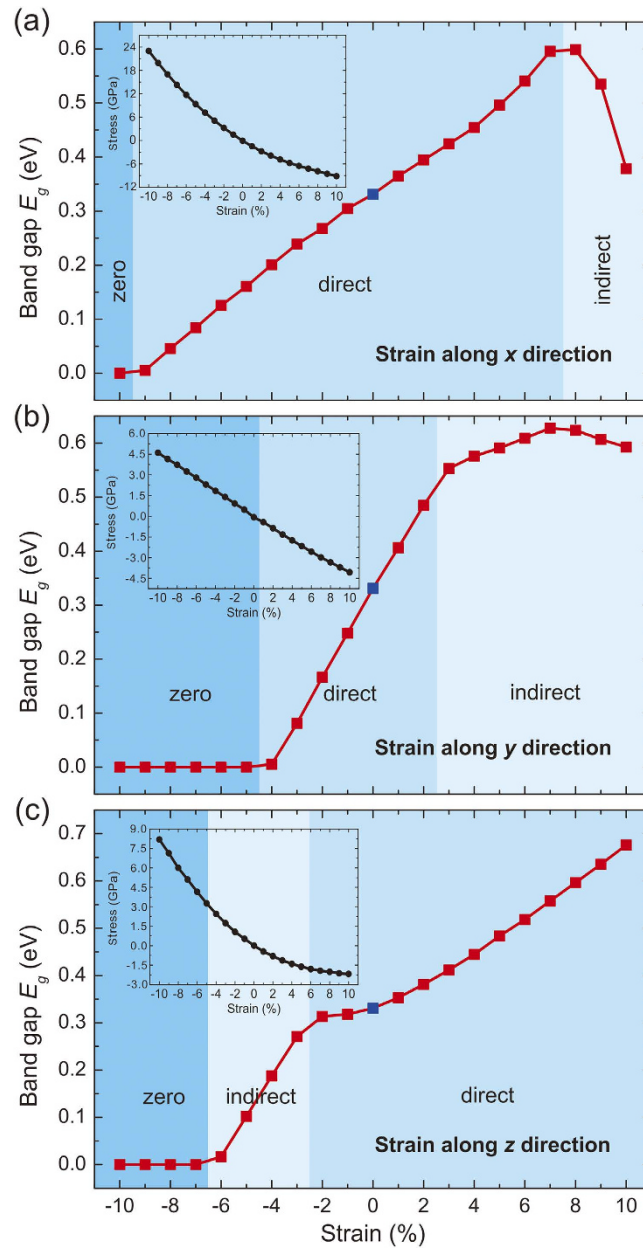 (a)
0.6
0.5
0.4
0.3
0.2
0.1
0.0
Band gap E_g (eV)
24
18
12
6
0
-6
-12
Stress (GPa)
-10 -8 -6 -4 -2 0 2 4 6 8 10
Strain (%)
zero
direct
indirect
Strain along x direction
(b)
0.6
0.5
0.4
0.3
0.2
0.1
0.0
Band gap E_g (eV)
6.0
4.5
3.0
1.5
0.0
-1.5
-3.0
-4.5
Stress (GPa)
-10 -8 -6 -4 -2 0 2 4 6 8 10
Strain (%)
zero
direct
indirect
Strain along y direction
(c)
0.7
0.6
0.5
0.4
0.3
0.2
0.1
0.0
Band gap E_g (eV)
9.0
7.5
6.0
4.5
3.0
1.5
0.0
-1.5
-3.0
Stress (GPa)
-10 -8 -6 -4 -2 0 2 4 6 8 10
Strain (%)
zero
indirect
direct
Strain along z direction
-10 -8 -6 -4 -2 0 2 4 6 8 10
Strain (%)